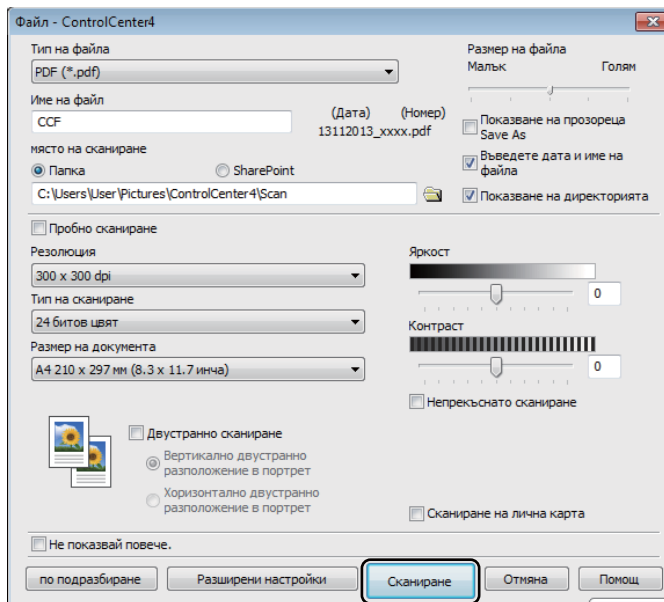 Файл - ControlCenter4
Тип на файла
PDF (*.pdf)
Размер на файла
Малък Голям
Име на файл
CCF
(Дата) (Номер)
13112013_xxxx.pdf
Показване на прозореца
Save As
Въведете дата и име на
файла
Показване на директорията
място на сканиране
Папка
SharePoint
C:\Users\User\Pictures\ControlCenter4\Scan
Пробно сканиране
Резолюция
300 x 300 dpi
Тип на сканиране
24 битов цвят
Размер на документа
A4 210 x 297 мм (8.3 x 11.7 инча)
Яркост
0
Контраст
0
Непрекъснато сканиране
Двустранно сканиране
Вертикално двустранно
разположение в портрет
Хоризонтално двустранно
разположение в портрет
Сканиране на лична карта
Не показвай повече.
по подразбиране
Разширени настройки
Сканиране
Отмяна
Помощ